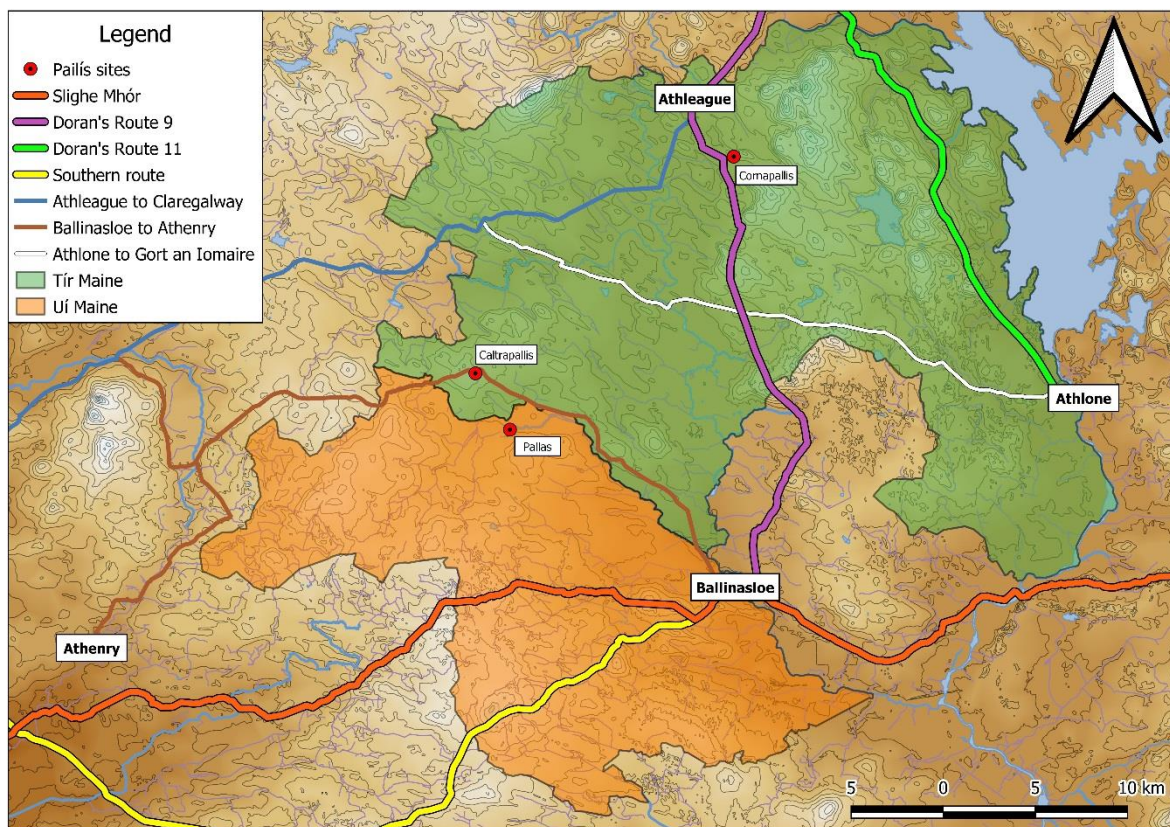 Legend
Pailís sites
Slighe Mhór
Doran's Route 9
Doran's Route 11
Southern route
Athleague to Claregalway
Ballinasloe to Athenry
Athlone to Gort an Iomaire
Tír Maine
Uí Maine
Athleague
Cornapallis
Caltrapallis
Athlone
Pallas
Ballinasloe
Athenry
5 0 5 10 km